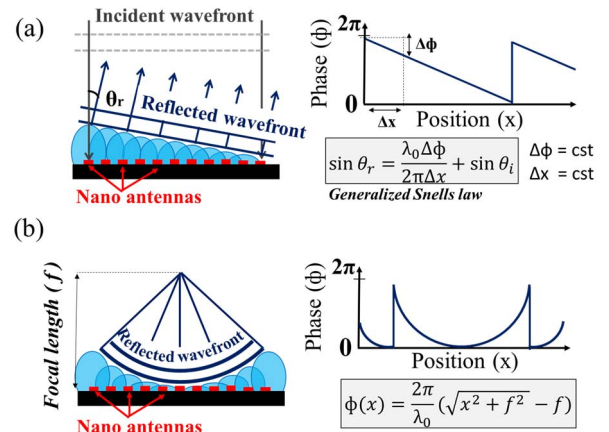 (a)
Incident wavefront
θr
Reflected wavefront
Nano antennas
2π
Phase (ϕ)
0
Δϕ
Δx
Position (x)
sin θr = λ0Δϕ / 2πΔx + sin θi
Δϕ = cst
Δx = cst
Generalized Snells law
(b)
Focal length (f)
Reflected wavefront
Nano antennas
2π
Phase (ϕ)
0
Position (x)
ϕ(x) = 2π/λ0 (√x² + f² − f)